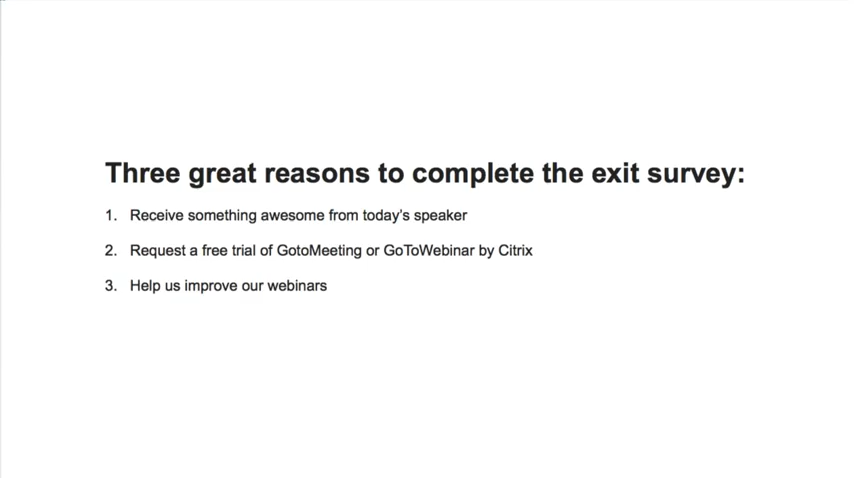 Three great reasons to complete the exit survey:
1. Receive something awesome from today's speaker
2. Request a free trial of GotoMeeting or GoToWebinar by Citrix
3. Help us improve our webinars